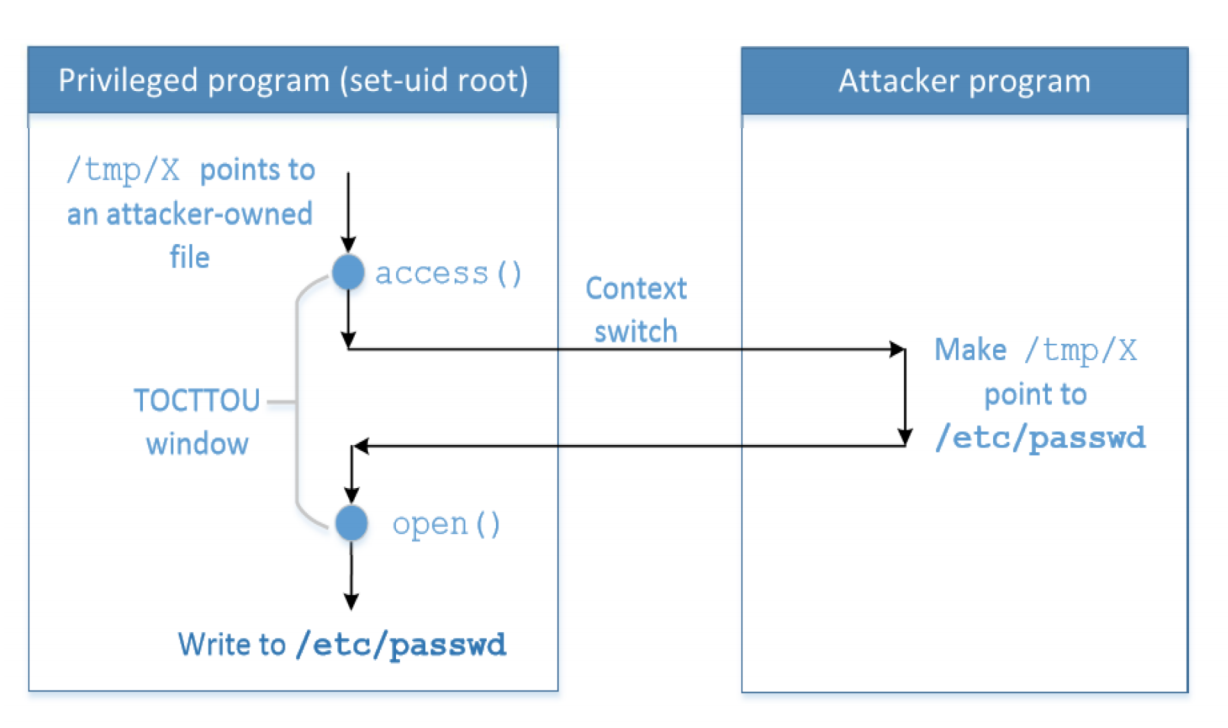 Privileged program (set-uid root)
/tmp/X points to
an attacker-owned
file
access()
TOCTTOU
window
open()
Write to /etc/passwd
Context
switch
Attacker program
Make /tmp/X
point to
/etc/passwd